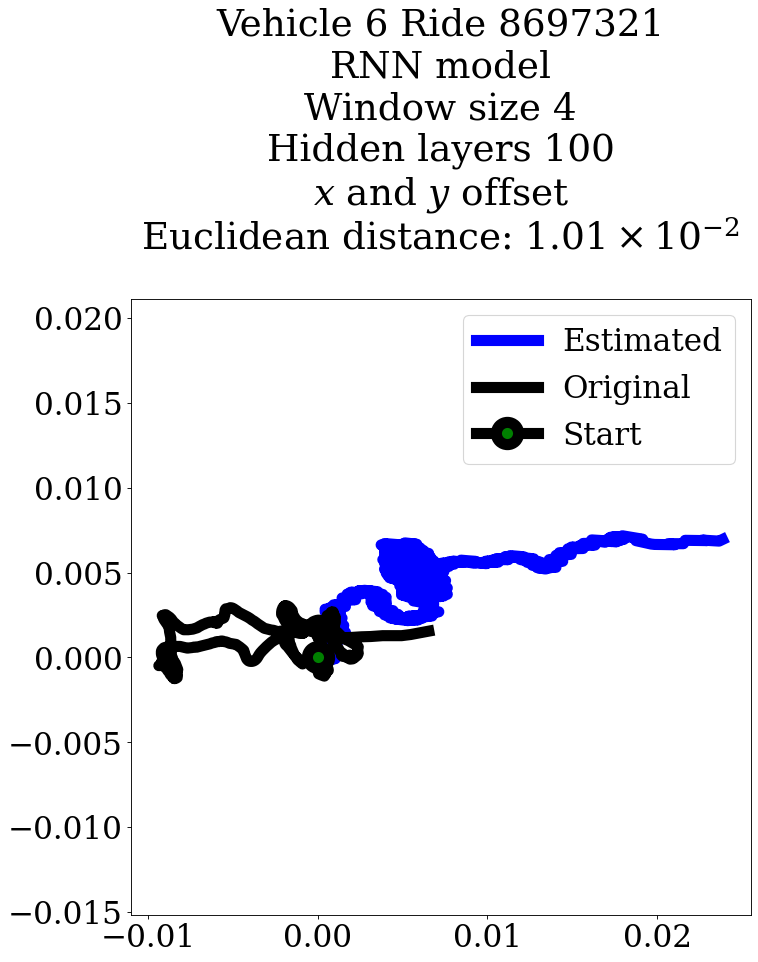 Vehicle 6 Ride 8697321
RNN model
Window size 4
Hidden layers 100
x and y offset
Euclidean distance: 1.01 × 10⁻²
Estimated
Original
Start
0.020
0.015
0.010
0.005
0.000
−0.005
−0.010
−0.015
−0.01 0.00 0.01 0.02